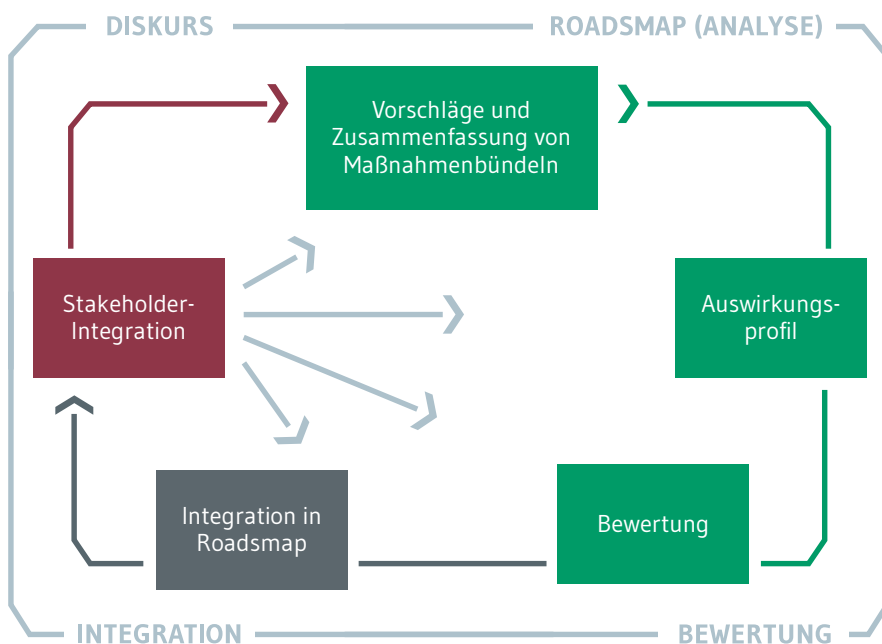 DISKURS
ROADSMAP (ANALYSE)
Vorschläge und
Zusammenfassung von
Maßnahmenbündeln
Stakeholder-
Integration
Auswirkungs-
profil
Integration in
Roadsmap
Bewertung
INTEGRATION
BEWERTUNG